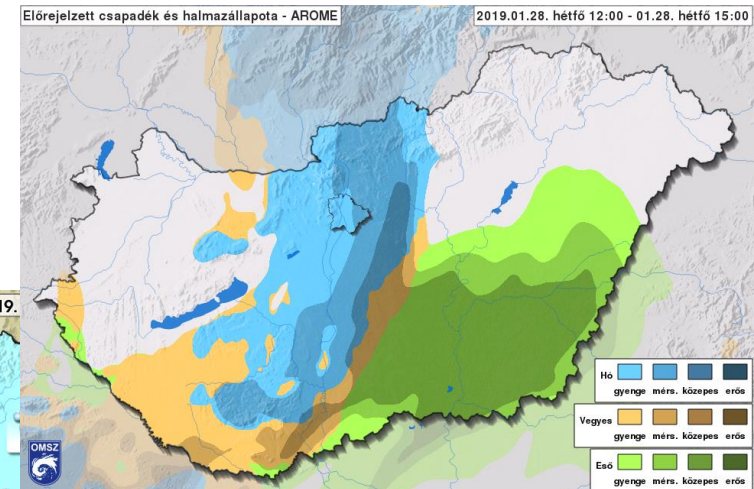 Előrejelzett csapadék és halmazállapota - AROME
2019.01.28. hétfő 12:00 - 01.28. hétfő 15:00
19.
Hó
gyenge mérs. közepes erős
Vegyes
gyenge mérs. közepes erős
Eső
gyenge mérs. közepes erős
OMSZ